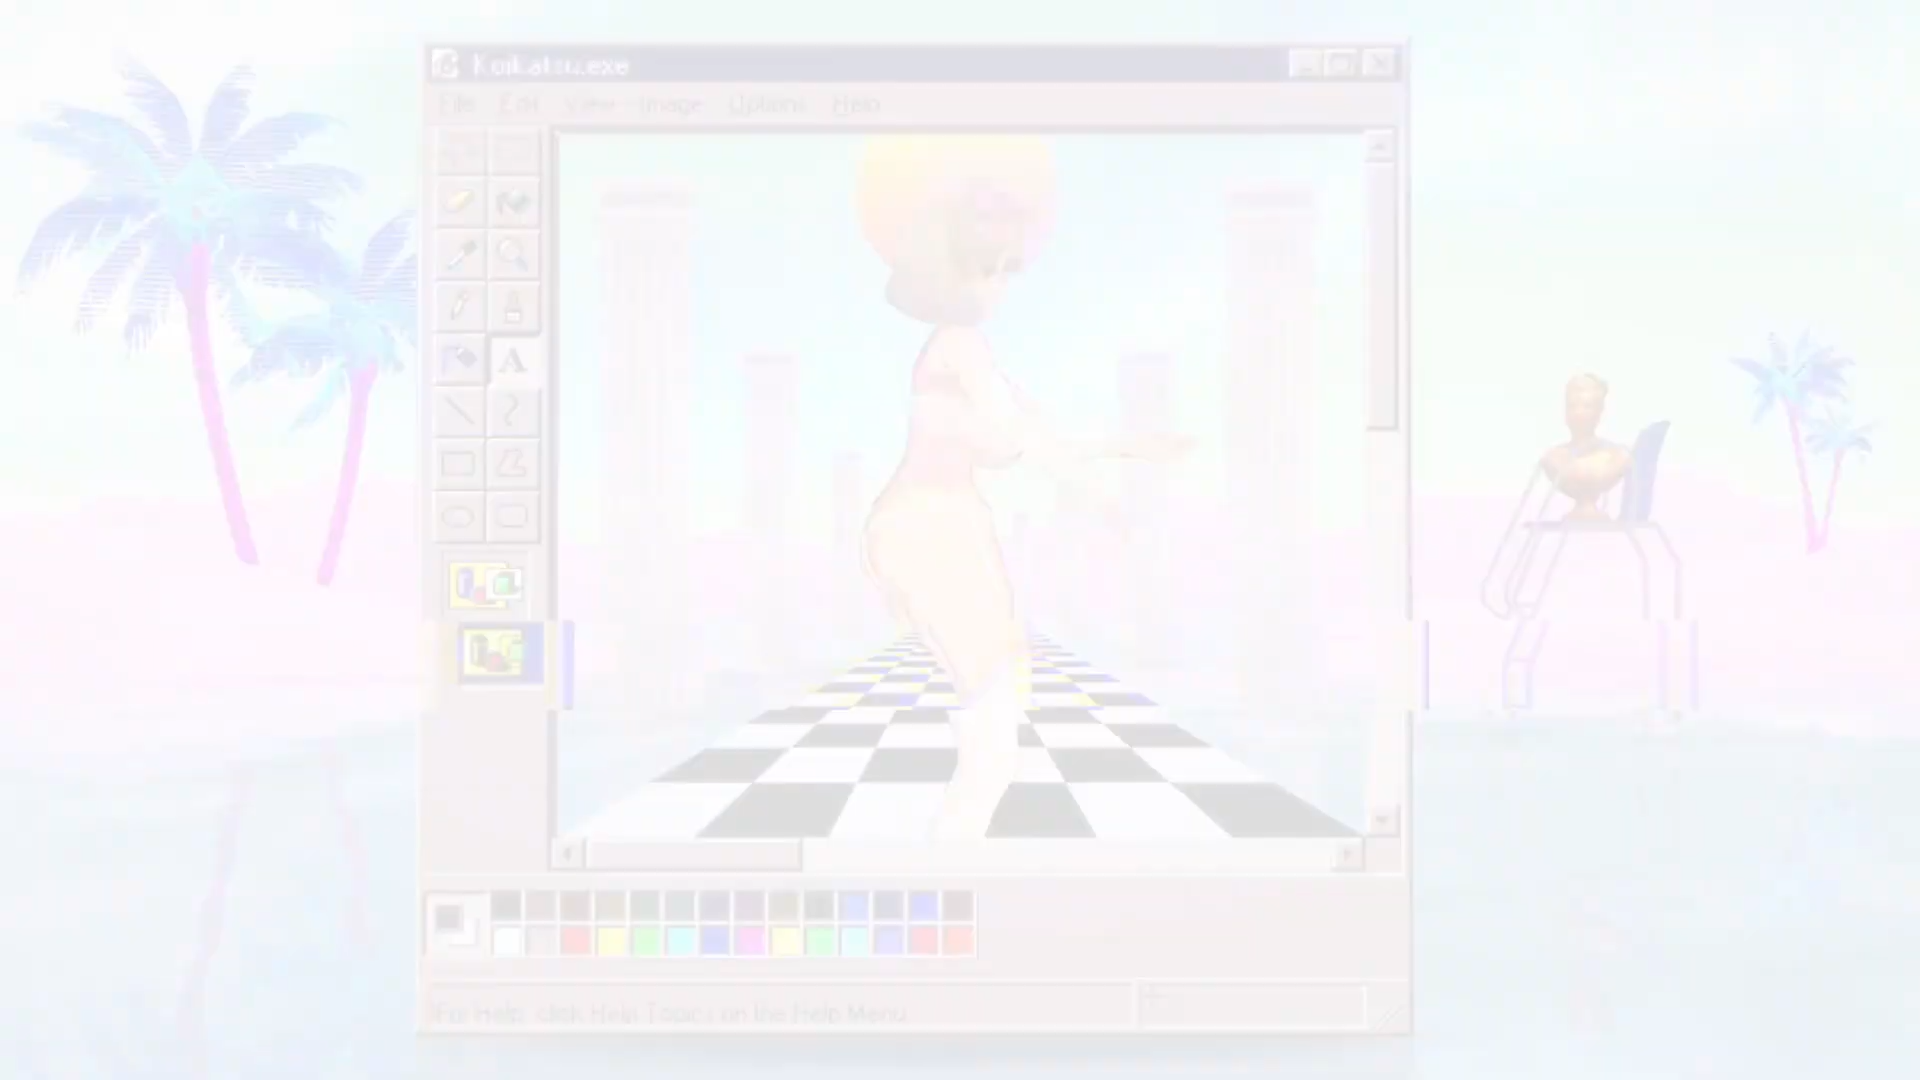 Koikatsu.exe
File Edit View Image Options Help
A
For Help, click Help Topics on the Help Menu.